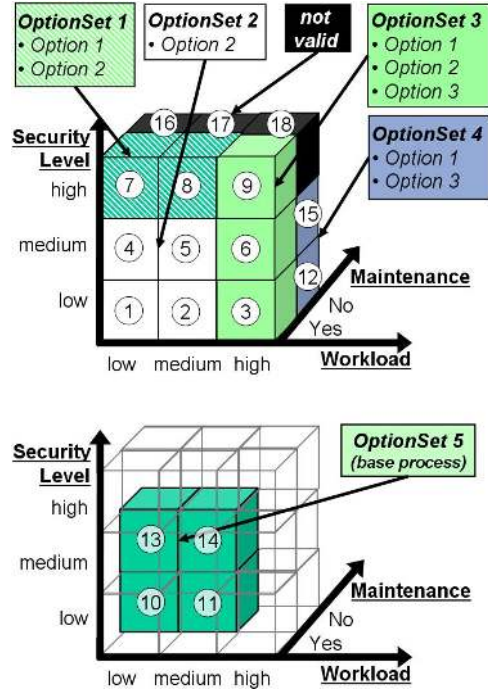 OptionSet 1
• Option 1
• Option 2
OptionSet 2
• Option 2
not
valid
OptionSet 3
• Option 1
• Option 2
• Option 3
OptionSet 4
• Option 1
• Option 3
Security
Level
high
medium
low
16
17
18
7
8
9
15
4
5
6
12
1
2
3
Maintenance
No
Yes
low
medium
high
Workload
OptionSet 5
(base process)
Security
Level
high
medium
low
13
14
10
11
Maintenance
No
Yes
low
medium
high
Workload